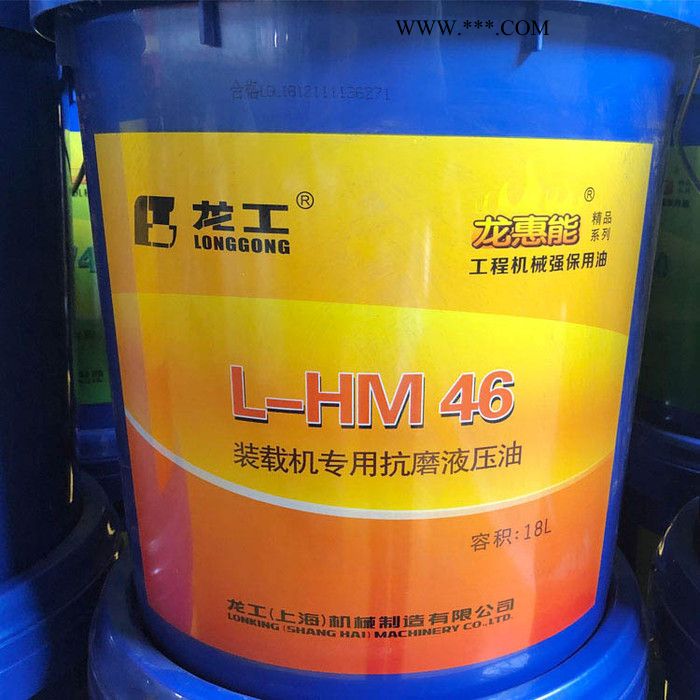 WWW.***.COM
龙工®
LONGGONG
龙惠能®
精品
系列
工程机械强保用油
L-HM 46
装载机专用抗磨液压油
容积:18L
龙工(上海)机械制造有限公司
LONKING (SHANG HAI) MACHINERY CO.LTD.